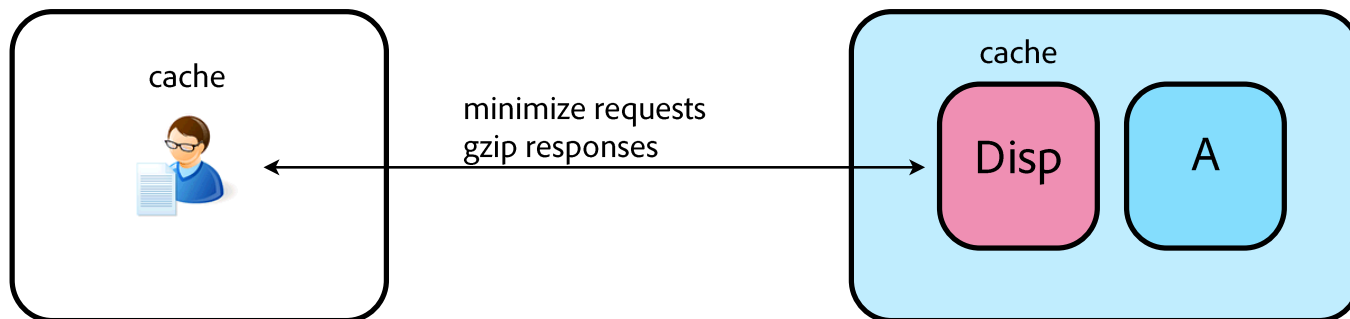 cache
minimize requests
gzip responses
cache
Disp
A